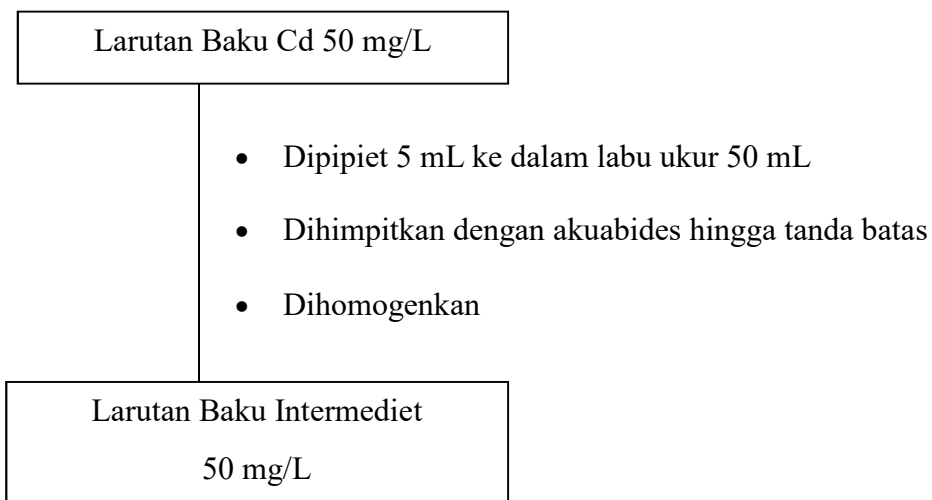 Larutan Baku Cd 50 mg/L
• Dipipiet 5 mL ke dalam labu ukur 50 mL
• Dihimpitkan dengan akuabides hingga tanda batas
• Dihomogenkan
Larutan Baku Intermediet
50 mg/L